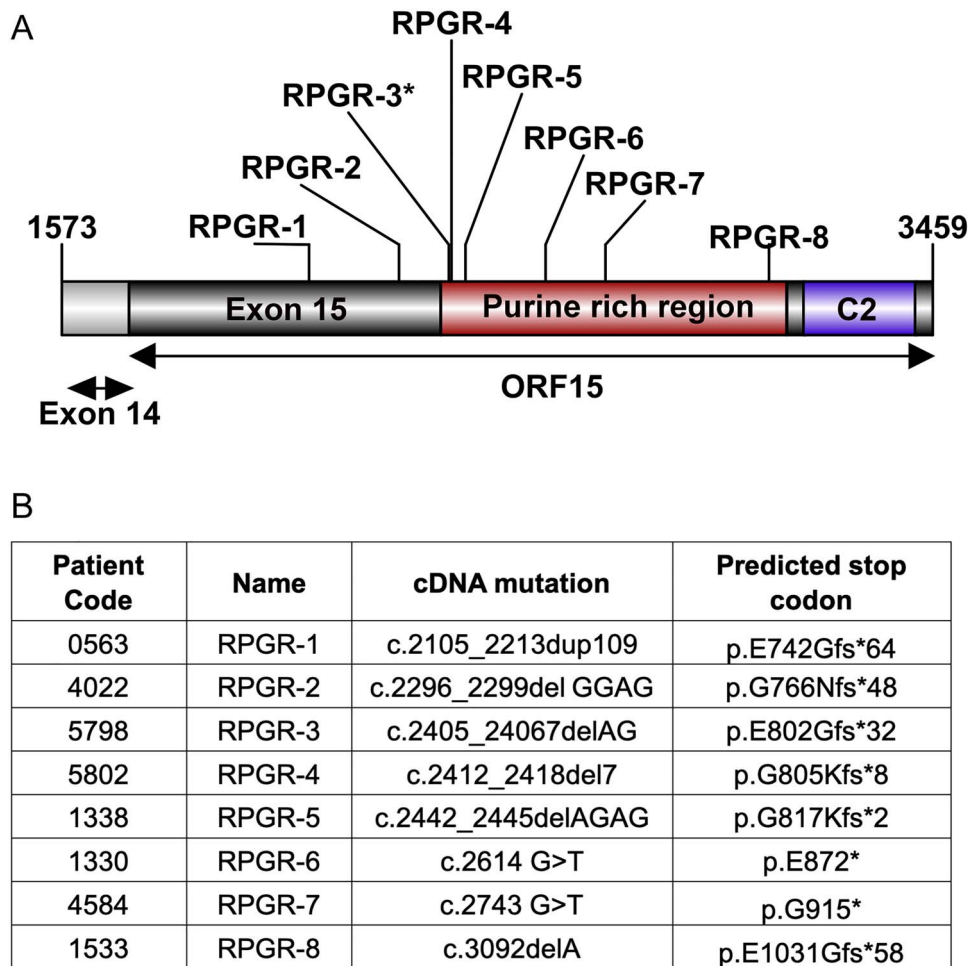 A
RPGR-4
RPGR-5
RPGR-3*
RPGR-6
RPGR-2
RPGR-7
1573
RPGR-1
RPGR-8
3459
Exon 15
Purine rich region
C2
ORF15
Exon 14
B
Patient Code
Name
cDNA mutation
Predicted stop codon
0563 RPGR-1 c.2105_2213dup109 p.E742Gfs*64
4022 RPGR-2 c.2296_2299del GGAG p.G766Nfs*48
5798 RPGR-3 c.2405_24067delAG p.E802Gfs*32
5802 RPGR-4 c.2412_2418del7 p.G805Kfs*8
1338 RPGR-5 c.2442_2445delAGAG p.G817Kfs*2
1330 RPGR-6 c.2614 G>T p.E872*
4584 RPGR-7 c.2743 G>T p.G915*
1533 RPGR-8 c.3092delA p.E1031Gfs*58